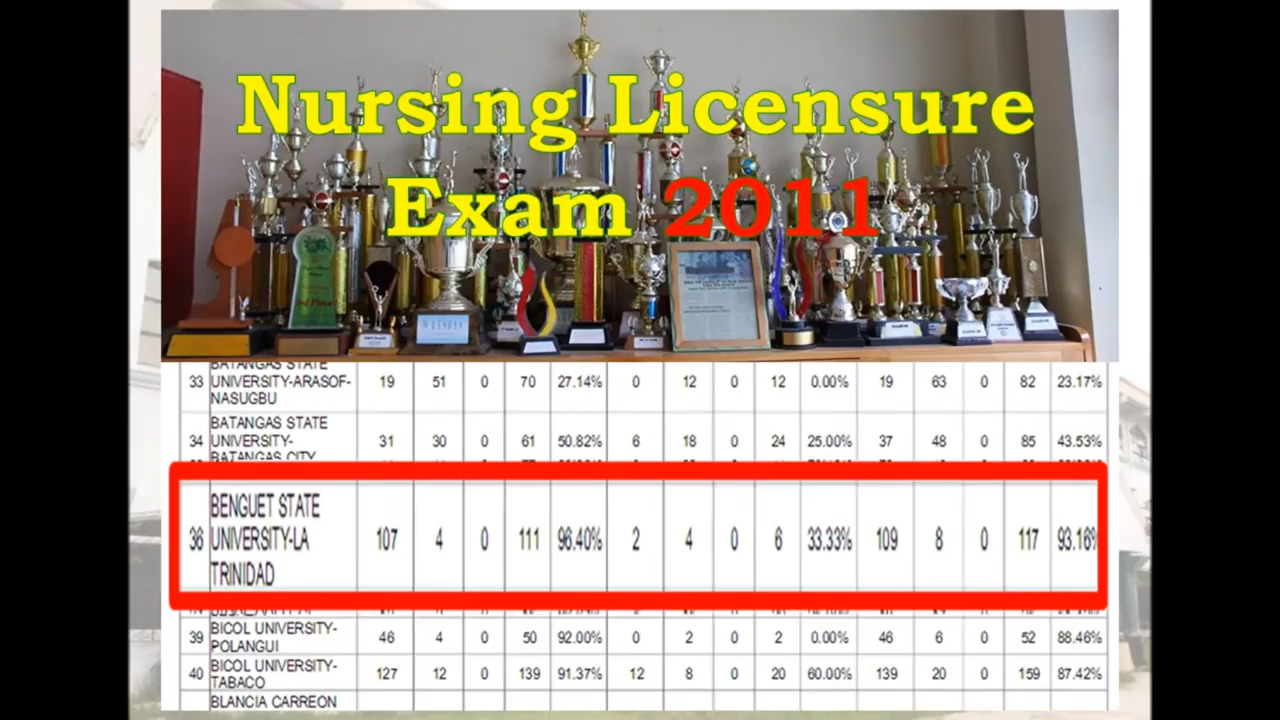 Nursing Licensure
Exam 2011
33 BATANGAS STATE UNIVERSITY-ARASOF-NASUGBU 19 51 0 70 27.14% 0 12 0 12 0.00% 19 63 0 82 23.17%
34 BATANGAS STATE UNIVERSITY-BATANGAS CITY 31 30 0 61 50.82% 6 18 0 24 25.00% 37 48 0 85 43.53%
36 BENGUET STATE UNIVERSITY-LA TRINIDAD 107 4 0 111 96.40% 2 4 0 6 33.33% 109 8 0 117 93.16%
39 BICOL UNIVERSITY-POLANGUI 46 4 0 50 92.00% 0 2 0 2 0.00% 46 6 0 52 88.46%
40 BICOL UNIVERSITY-TABACO 127 12 0 139 91.37% 12 8 0 20 60.00% 139 20 0 159 87.42%
BLANCIA CARREON